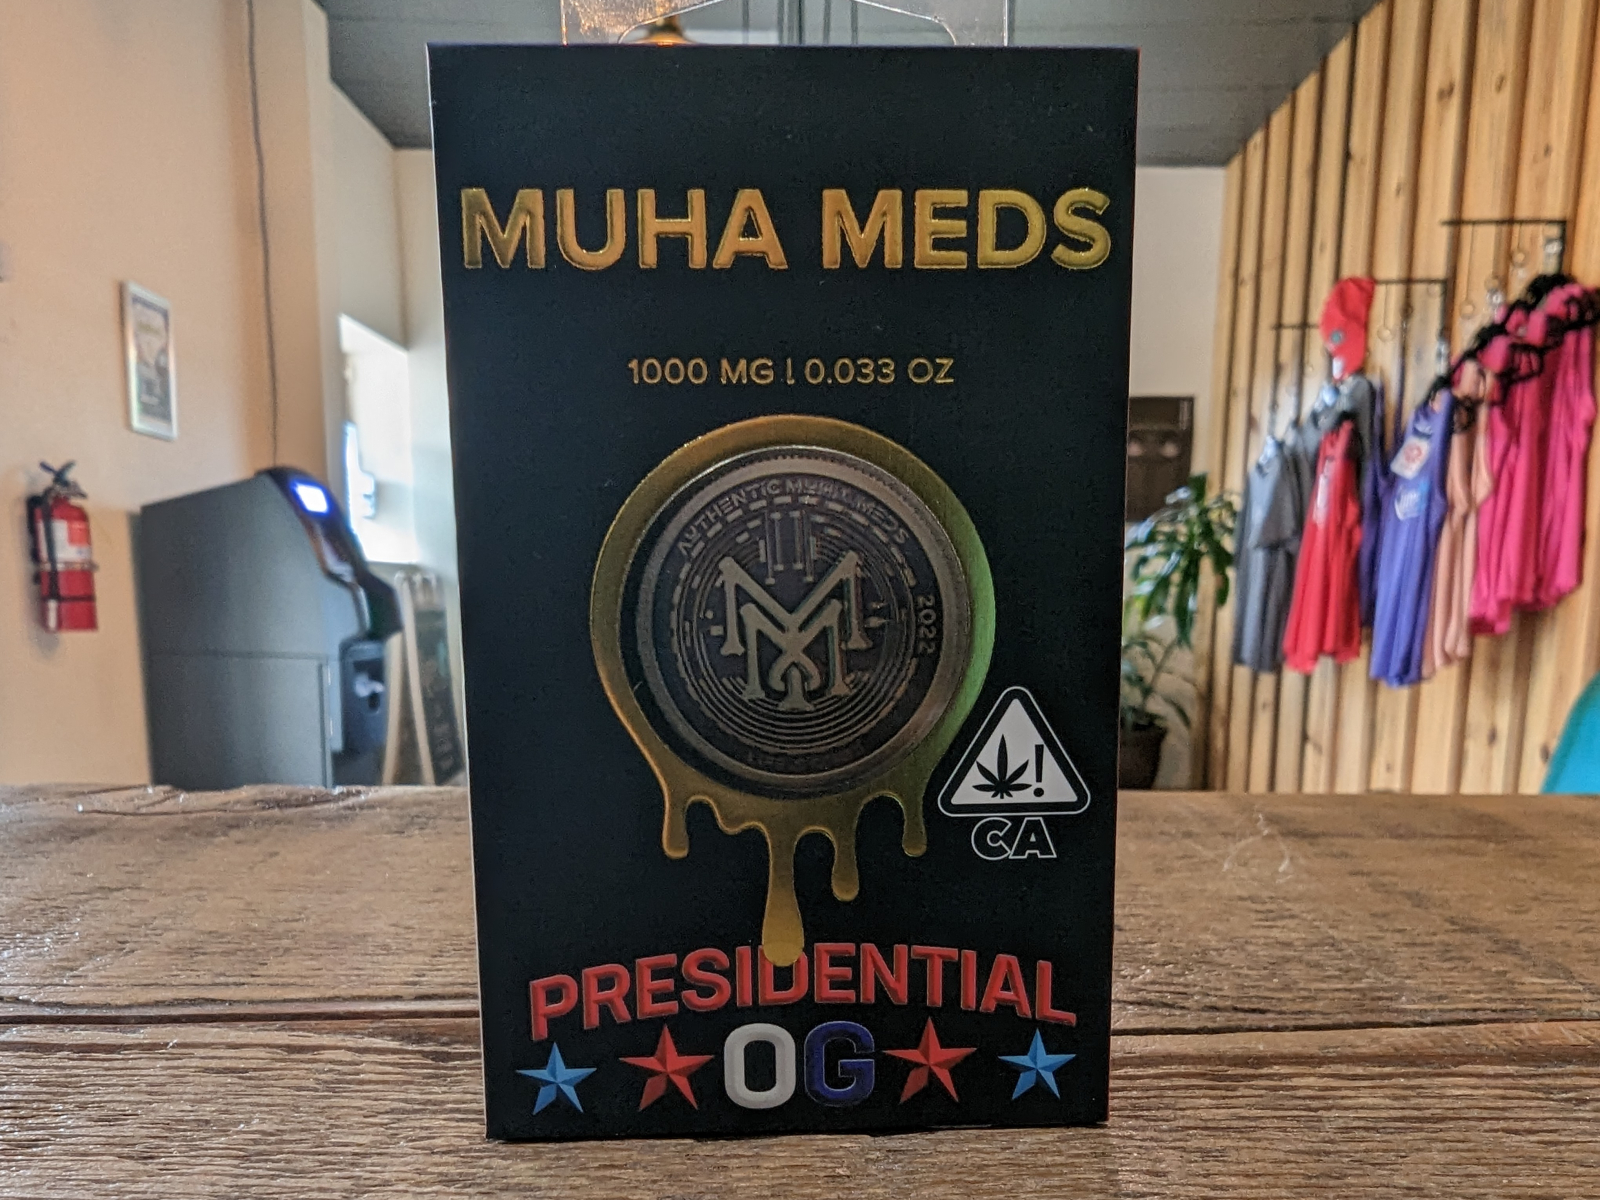 MUHA MEDS
1000 MG | 0.033 OZ
AUTHENTIC MUHA MEDS
2022
!
CA
PRESIDENTIAL
OG